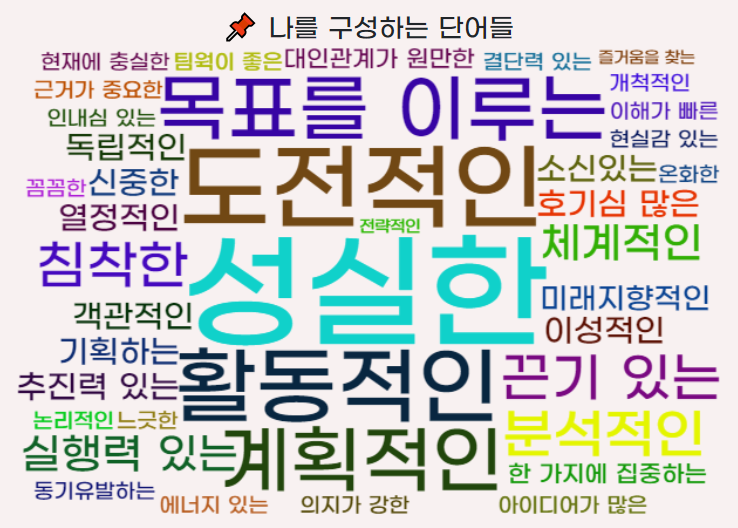 📌 나를 구성하는 단어들
현재에 충실한 팀웍이 좋은 대인관계가 원만한 결단력 있는 즐거움을 찾는
근거가 중요한 목표를 이루는 개척적인
인내심 있는 이해가 빠른
독립적인 현실감 있는
꼼꼼한 신중한 도전적인 소신있는 온화한
열정적인 전략적인 호기심 많은
침착한 성실한 체계적인
객관적인 미래지향적인
기획하는 이성적인
추진력 있는 활동적인 끈기 있는
논리적인 느긋한 분석적인
실행력 있는 계획적인 한 가지에 집중하는
동기유발하는 에너지 있는 의지가 강한 아이디어가 많은